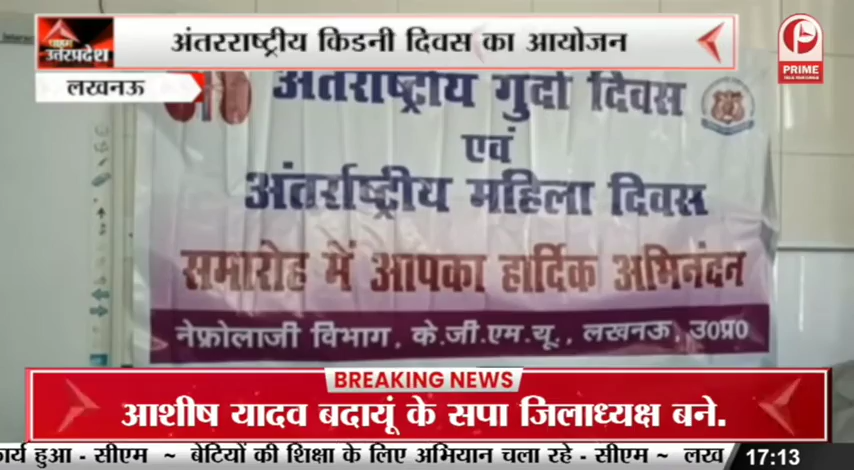 प्राइम
उत्तरप्रदेश
अंतरराष्ट्रीय किडनी दिवस का आयोजन
PRIME
लखनऊ
अंतराष्ट्रीय गुर्दा दिवस
एवं
अंतर्राष्ट्रीय महिला दिवस
समारोह में आपका हार्दिक अभिनंदन
नेफ्रोलाजी विभाग, के.जी.एम.यू., लखनऊ, उ0प्र0
BREAKING NEWS
आशीष यादव बदायूं के सपा जिलाध्यक्ष बने.
कार्य हुआ - सीएम ~ बेटियों की शिक्षा के लिए अभियान चला रहे - सीएम ~ लख
17:13